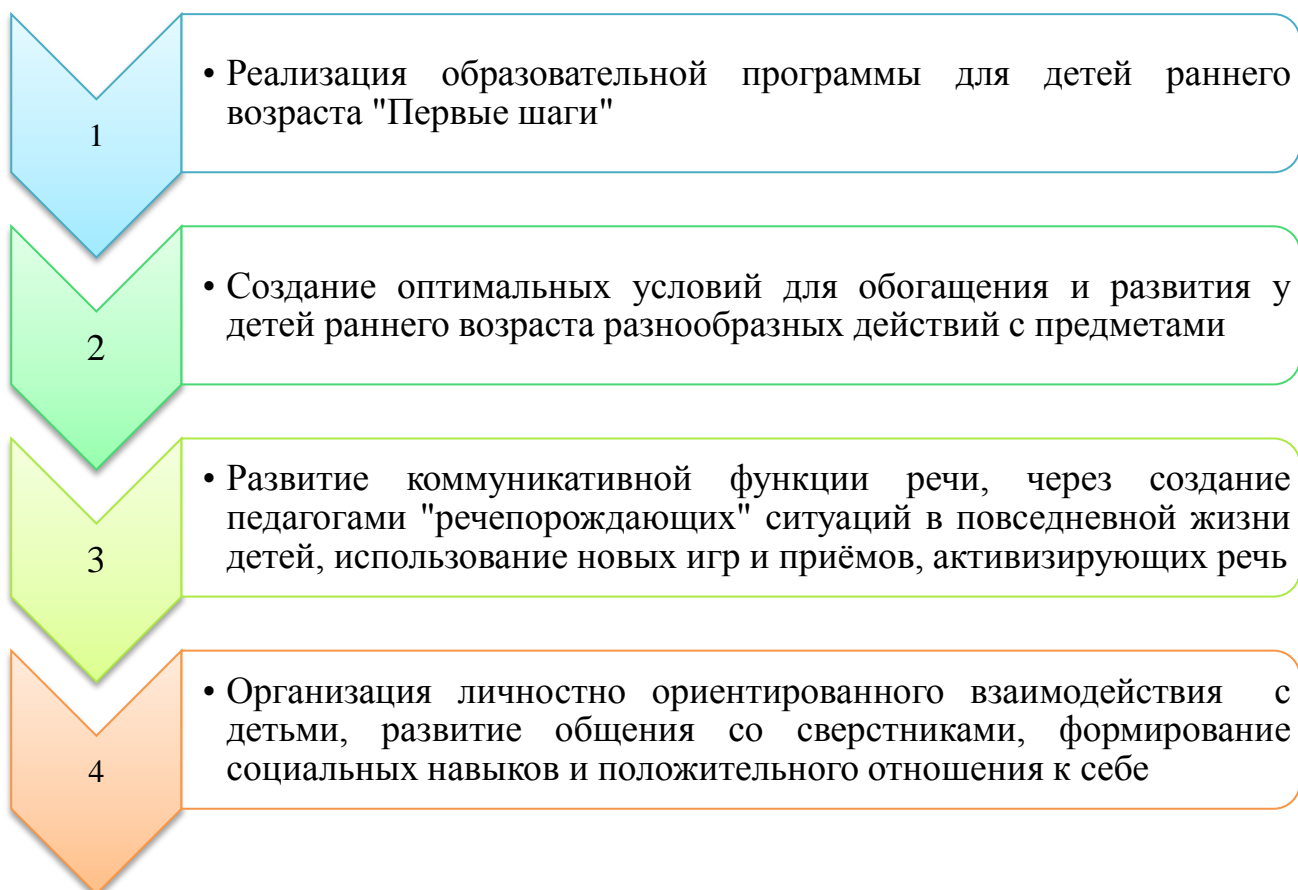 1
• Реализация образовательной программы для детей раннего
возраста "Первые шаги"
2
• Создание оптимальных условий для обогащения и развития у
детей раннего возраста разнообразных действий с предметами
3
• Развитие коммуникативной функции речи, через создание
педагогами "речепорождающих" ситуаций в повседневной жизни
детей, использование новых игр и приёмов, активизирующих речь
4
• Организация личностно ориентированного взаимодействия с
детьми, развитие общения со сверстниками, формирование
социальных навыков и положительного отношения к себе